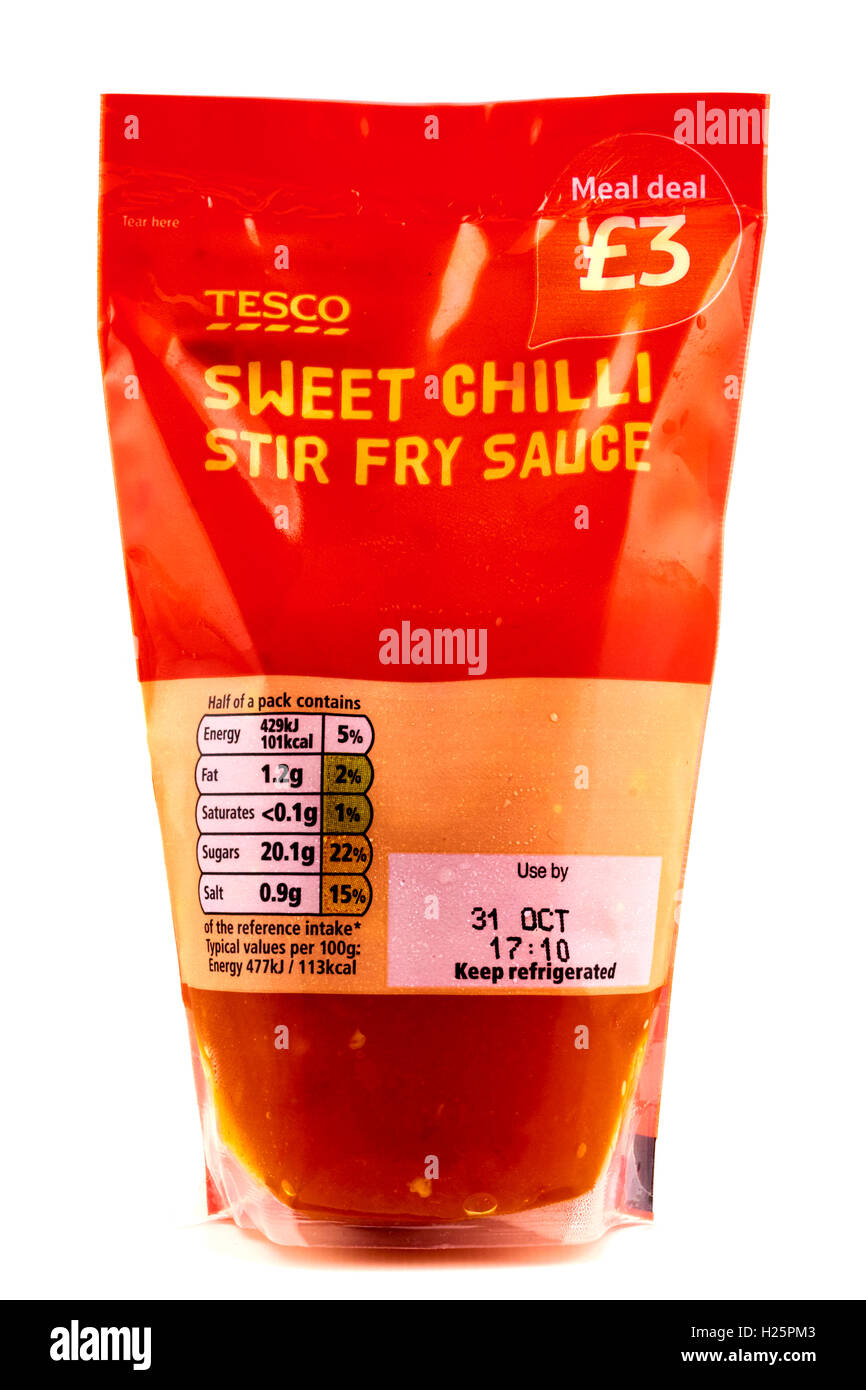 Meal deal
£3
Tear here
TESCO
SWEET CHILLI
STIR FRY SAUCE
Half of a pack contains
Energy 429kJ 101kcal 5%
Fat 1.2g 2%
Saturates <0.1g 1%
Sugars 20.1g 22%
Salt 0.9g 15%
of the reference intake*
Typical values per 100g:
Energy 477kJ / 113kcal
Use by
31 OCT
17:10
Keep refrigerated
alamy stock photo
alamy
H25PM3
www.alamy.com